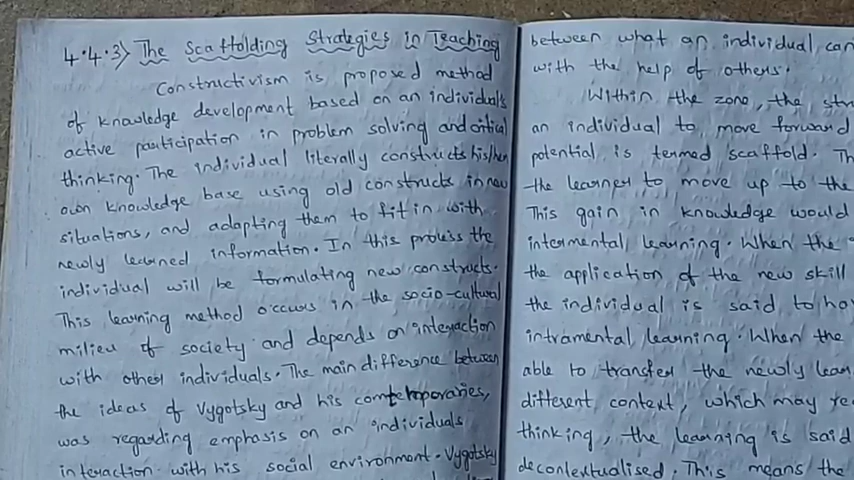 4.4.3) The Scaffolding Strategies in Teaching
Constructivism is proposed method
of knowledge development based on an individuals
active participation in problem solving and critical
thinking. The individual literally constructs his/her
own knowledge base using old constructs in new
situations, and adapting them to fit in with
newly learned information. In this process the
individual will be formulating new constructs.
This learning method occurs in the socio-cultural
milieu of society and depends on interaction
with other individuals. The main difference between
the ideas of Vygotsky and his contemporaries,
was regarding emphasis on an individuals
interaction with his social environment. Vygotsky
between what an individual can
with the help of others.
Within the zone, the
an individual to move forward
potential is termed scaffold.
the learner to move up to the
This gain in knowledge would
intermental learning. When the
the application of the new skill
the individual is said to
intramental learning. When the
able to transfer the newly
different context, which may
thinking, the learning is said
decontextualised. This means the